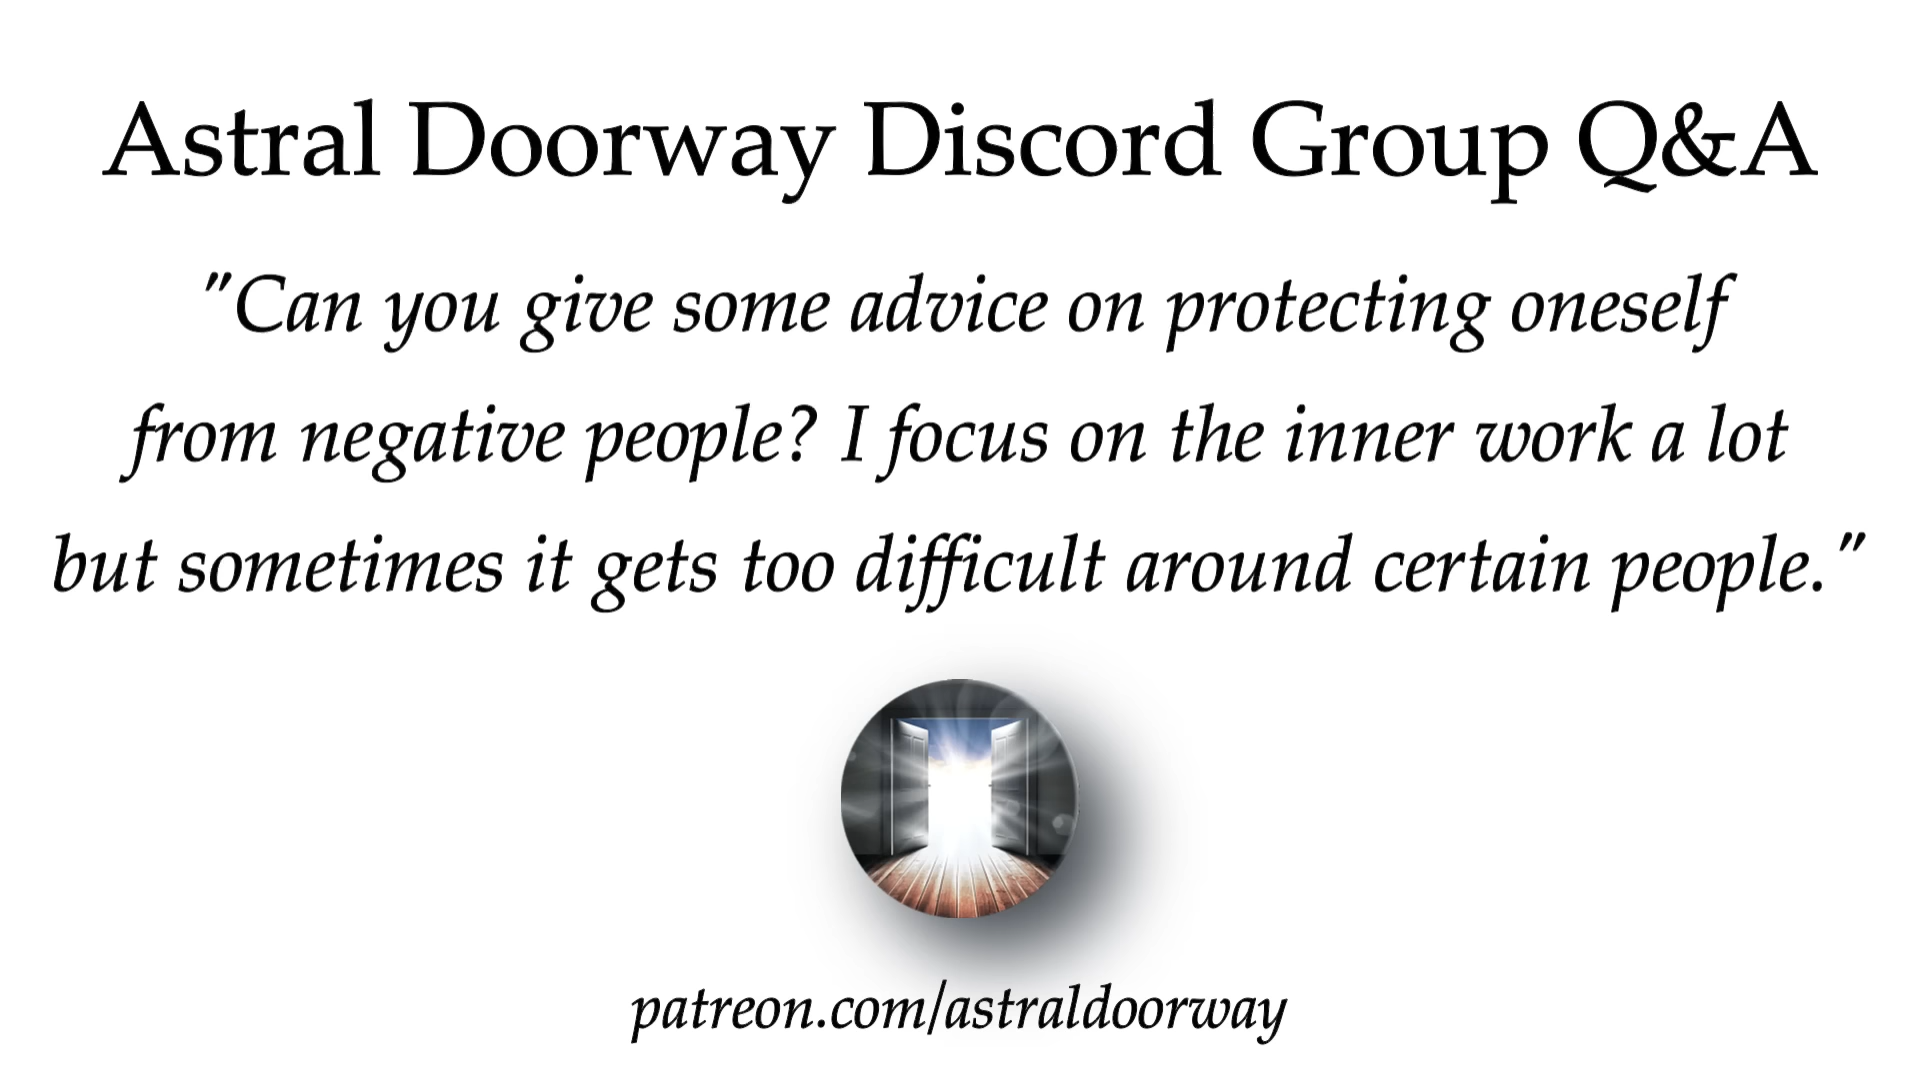 Astral Doorway Discord Group Q&A
"Can you give some advice on protecting oneself
from negative people? I focus on the inner work a lot
but sometimes it gets too difficult around certain people."
patreon.com/astraldoorway